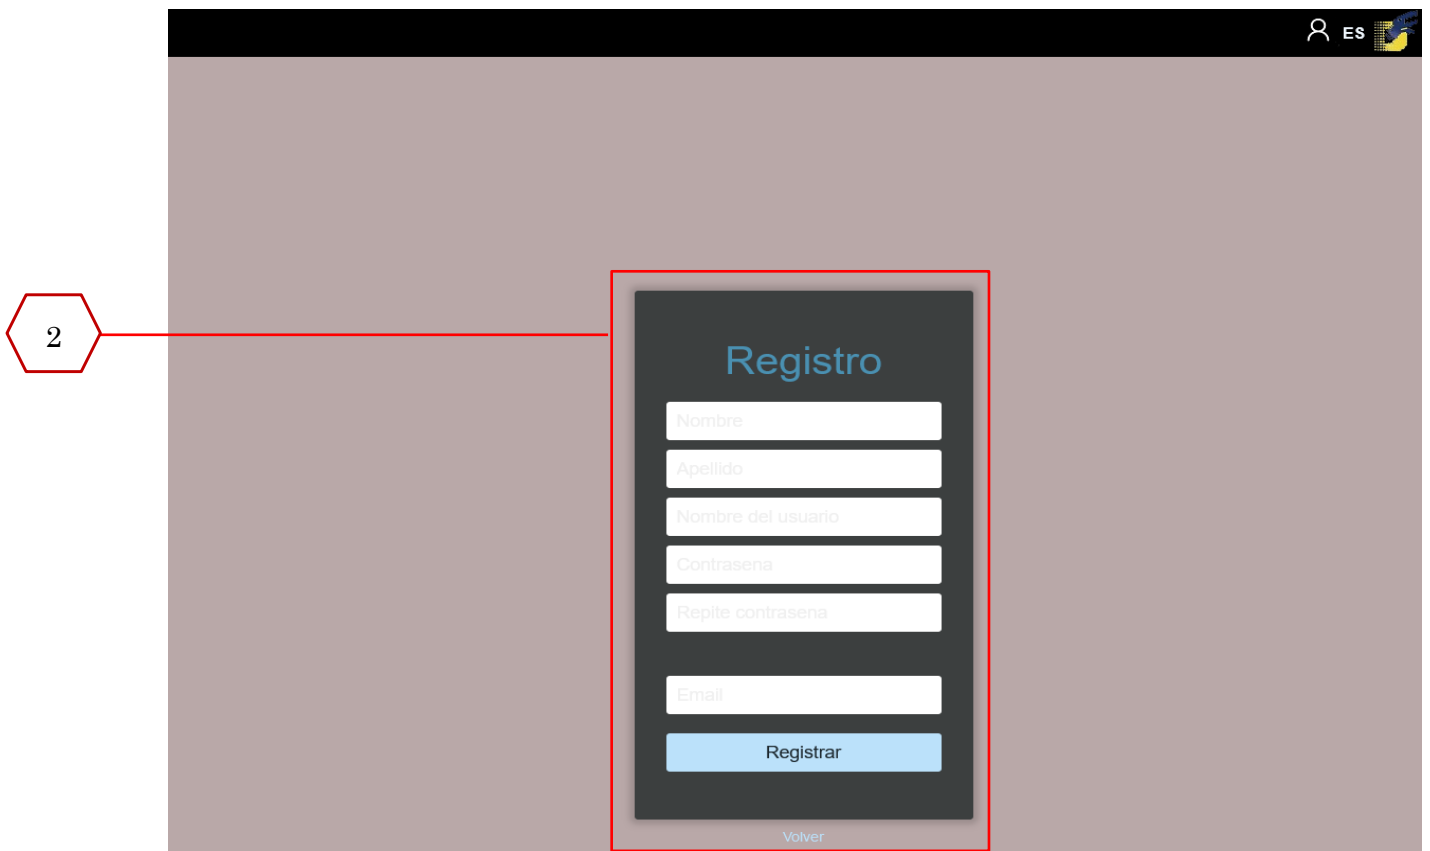 ES
2
Registro
Nombre
Apellido
Nombre del usuario
Contrasena
Repite contrasena
Email
Registrar
Volver